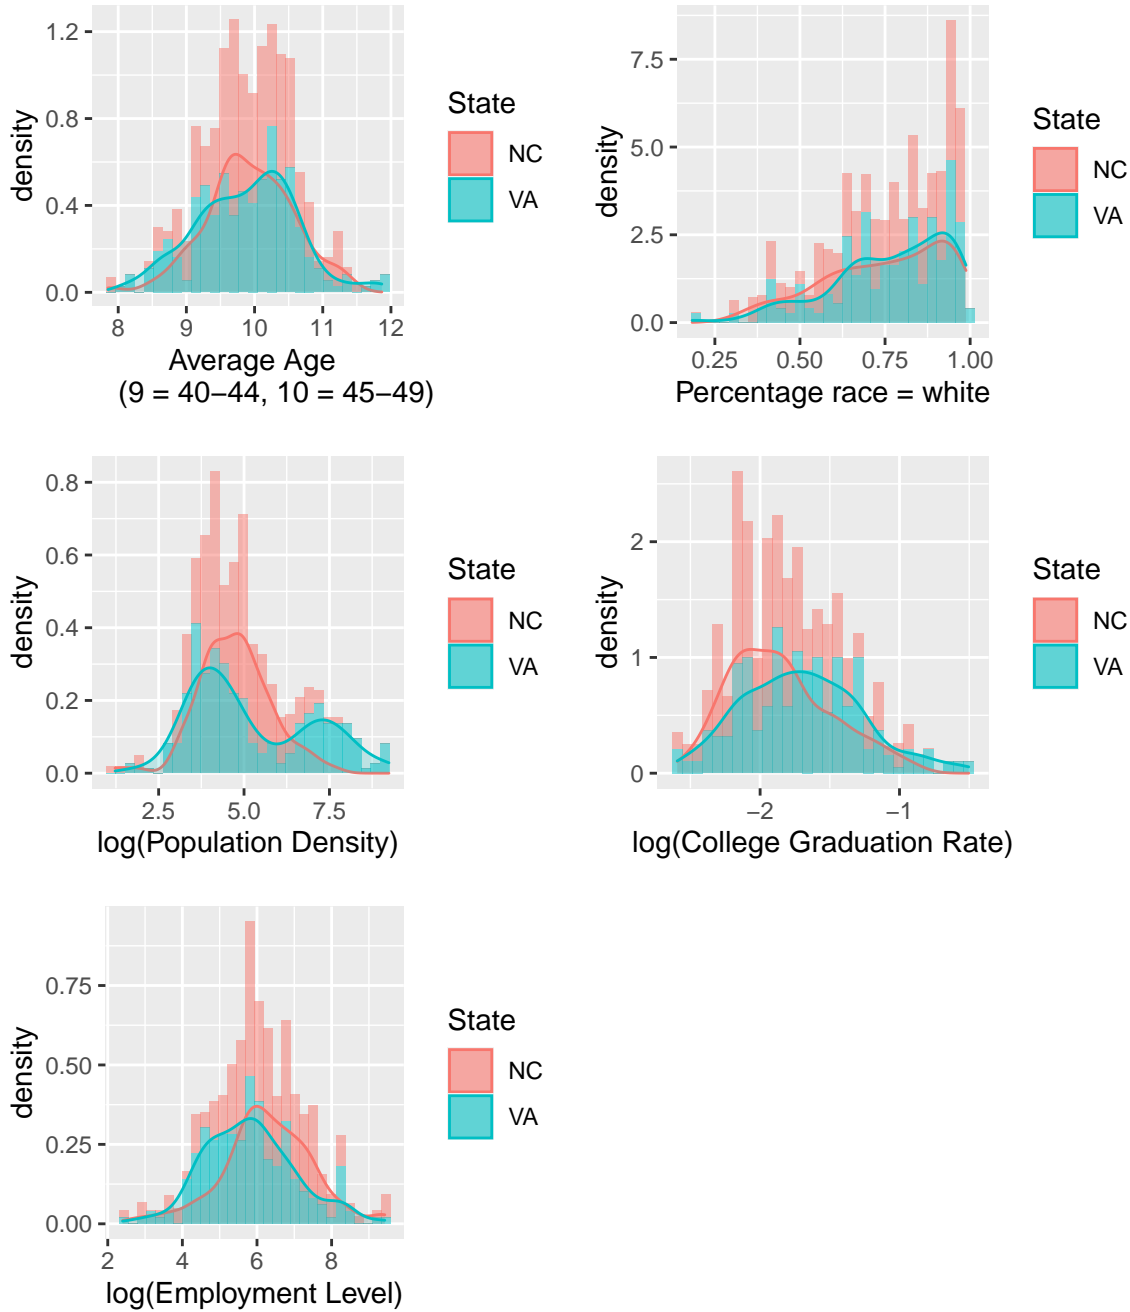 density
1.2
0.8
0.4
0.0
8 9 10 11 12
Average Age
(9 = 40−44, 10 = 45−49)
State
NC
VA
density
7.5
5.0
2.5
0.0
0.25 0.50 0.75 1.00
Percentage race = white
State
NC
VA
density
0.8
0.6
0.4
0.2
0.0
2.5 5.0 7.5
log(Population Density)
State
NC
VA
density
2
1
0
−2 −1
log(College Graduation Rate)
State
NC
VA
density
0.75
0.50
0.25
0.00
2 4 6 8
log(Employment Level)
State
NC
VA